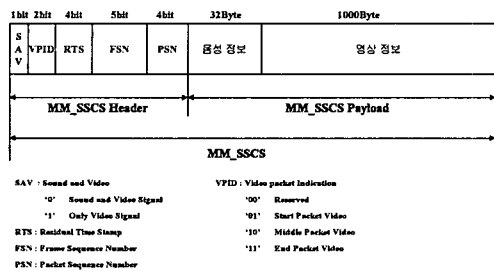 1bit 2bit 4bit 5bit 4bit 32Byte 1000Byte
SAV VPID RTS FSN PSN 음성 정보 영상 정보
MM_SSCS Header MM_SSCS Payload
MM_SSCS
SAV : Sound and Video
'0' Sound and Video Signal
'1' Only Video Signal
RTS : Residual Time Stamp
FSN : Frame Sequence Number
PSN : Packet Sequence Number
VPID : Video packet Indication
'00' Reserved
'01' Start Packet Video
'10' Middle Packet Video
'11' End Packet Video